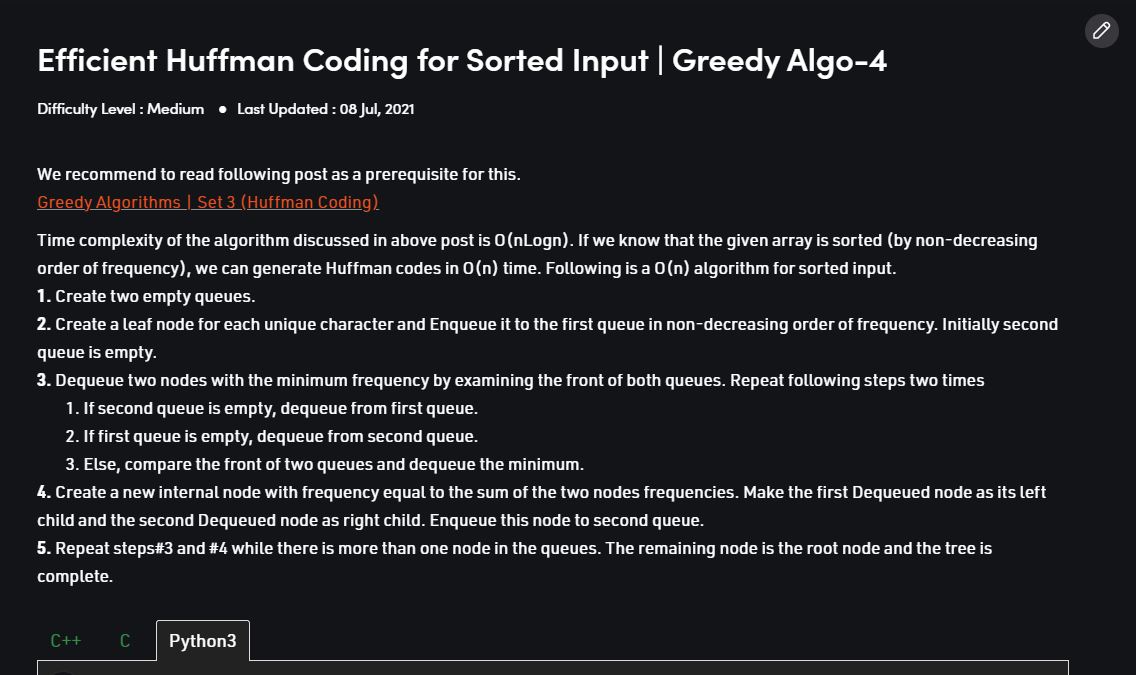 Efficient Huffman Coding for Sorted Input | Greedy Algo-4
Difficulty Level : Medium ● Last Updated : 08 Jul, 2021
We recommend to read following post as a prerequisite for this.
Greedy Algorithms | Set 3 (Huffman Coding)
Time complexity of the algorithm discussed in above post is O(nLogn). If we know that the given array is sorted (by non-decreasing
order of frequency), we can generate Huffman codes in O(n) time. Following is a O(n) algorithm for sorted input.
1. Create two empty queues.
2. Create a leaf node for each unique character and Enqueue it to the first queue in non-decreasing order of frequency. Initially second
queue is empty.
3. Dequeue two nodes with the minimum frequency by examining the front of both queues. Repeat following steps two times
1. If second queue is empty, dequeue from first queue.
2. If first queue is empty, dequeue from second queue.
3. Else, compare the front of two queues and dequeue the minimum.
4. Create a new internal node with frequency equal to the sum of the two nodes frequencies. Make the first Dequeued node as its left
child and the second Dequeued node as right child. Enqueue this node to second queue.
5. Repeat steps#3 and #4 while there is more than one node in the queues. The remaining node is the root node and the tree is
complete.
C++ C Python3